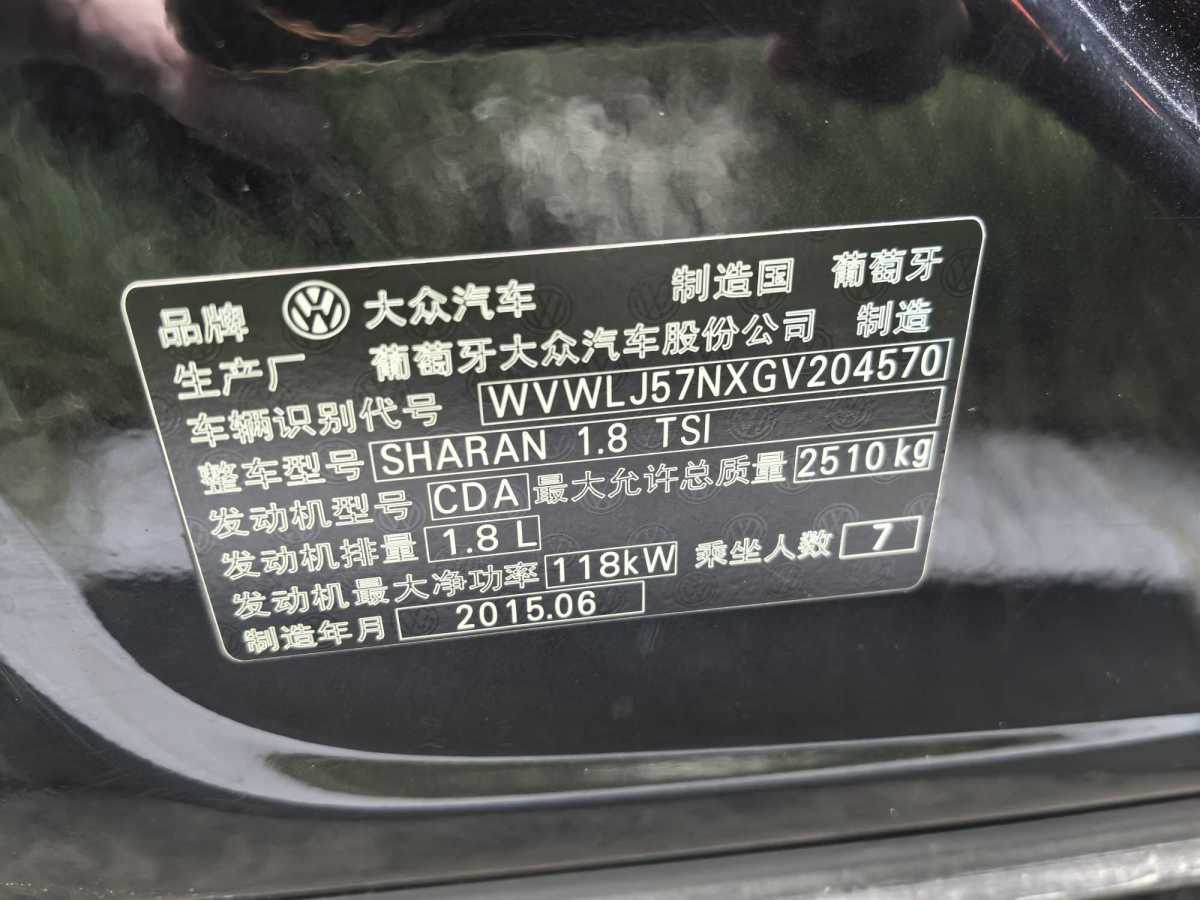 品牌 大众汽车 制造国 葡萄牙
生产厂 葡萄牙大众汽车股份公司 制造
车辆识别代号 WVWLJ57NXGV204570
整车型号 SHARAN 1.8 TSI
发动机型号 CDA 最大允许总质量 2510 kg
发动机排量 1.8 L
发动机最大净功率 118kW 乘坐人数 7
制造年月 2015.06